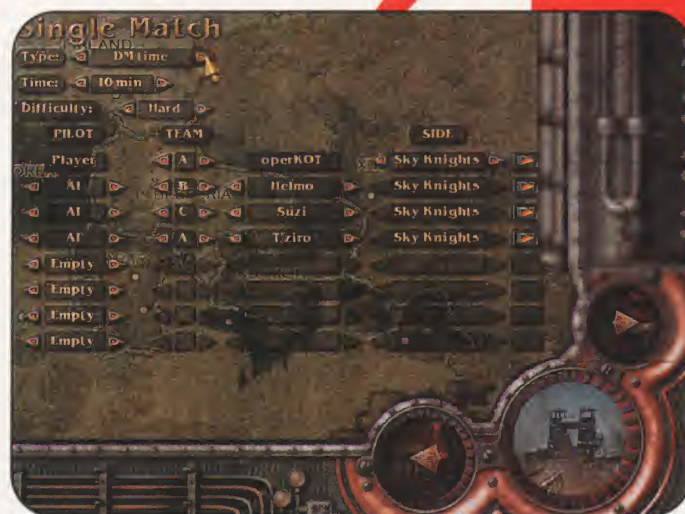 Single Match
Type: DM time
Time: 10 min
Difficulty: Hard
PILOT TEAM SIDE
Player A operKOT Sky Knights
AI B Helmo Sky Knights
AI C Suzi Sky Knights
AI A T'ziro Sky Knights
Empty
Empty
Empty
Empty